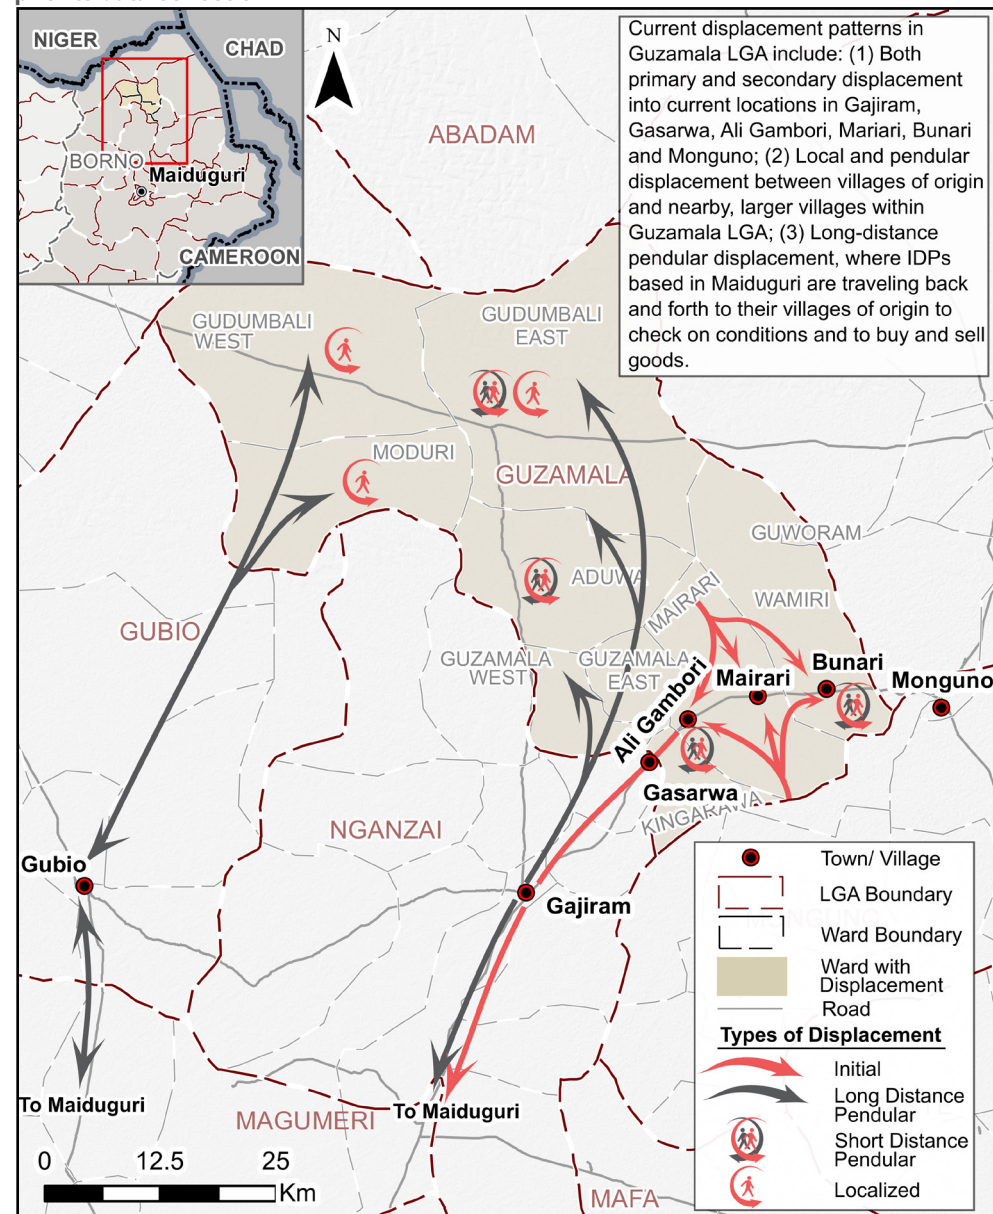 NIGER
CHAD
BORNO
Maiduguri
CAMEROON
N
Current displacement patterns in
Guzamala LGA include: (1) Both
primary and secondary displacement
into current locations in Gajiram,
Gasarwa, Ali Gambori, Mariari, Bunari
and Monguno; (2) Local and pendular
displacement between villages of origin
and nearby, larger villages within
Guzamala LGA; (3) Long-distance
pendular displacement, where IDPs
based in Maiduguri are traveling back
and forth to their villages of origin to
check on conditions and to buy and sell
goods.
ABADAM
GUDUMBALI
WEST
GUDUMBALI
EAST
MODURI
GUZAMALA
GUWORAM
ADUWA
MAIRARI
WAMIRI
GUBIO
GUZAMALA
WEST
GUZAMALA
EAST
Ali Gambori
Mairari
Bunari
Monguno
Gasarwa
KINGARAWA
NGANZAI
Gubio
Gajiram
Town/ Village
LGA Boundary
MONGUNO
Ward Boundary
Ward with
Displacement
Road
Types of Displacement
Initial
Long Distance
Pendular
Short Distance
Pendular
Localized
To Maiduguri
MAGUMERI
To Maiduguri
0 12.5 25
Km
MAFA